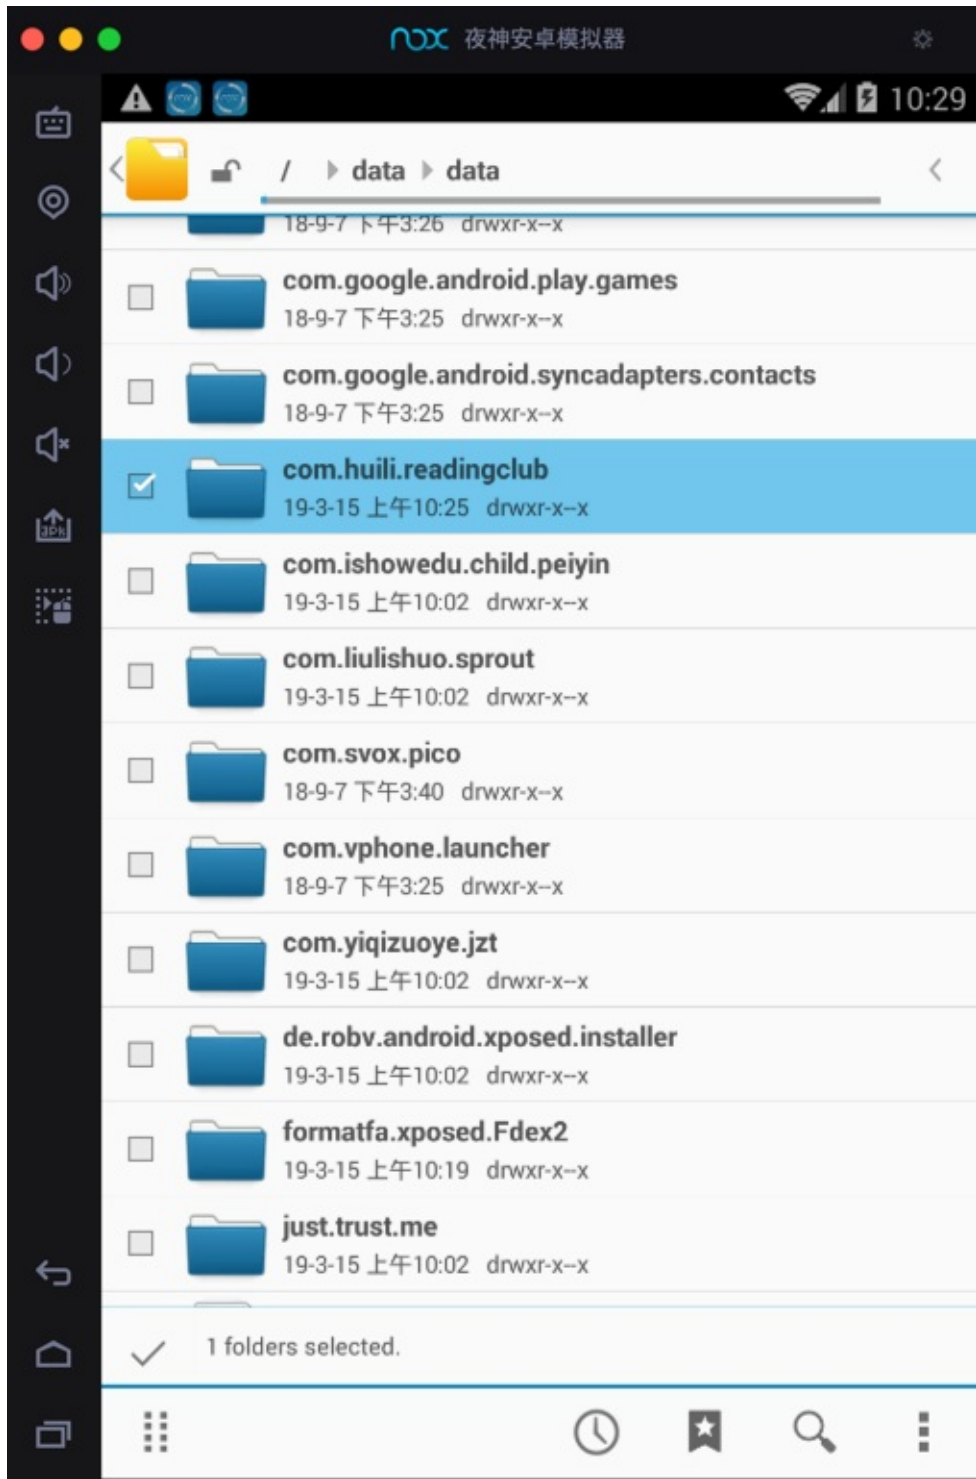 nox 夜神安卓模拟器
10:29
/ data data
18-9-7 下午3:26 drwxr-x--x
com.google.android.play.games
18-9-7 下午3:25 drwxr-x--x
com.google.android.syncadapters.contacts
18-9-7 下午3:25 drwxr-x--x
com.huili.readingclub
19-3-15 上午10:25 drwxr-x--x
com.ishowedu.child.peiyin
19-3-15 上午10:02 drwxr-x--x
com.liulishuo.sprout
19-3-15 上午10:02 drwxr-x--x
com.svox.pico
18-9-7 下午3:40 drwxr-x--x
com.vphone.launcher
18-9-7 下午3:25 drwxr-x--x
com.yiqizuoye.jzt
19-3-15 上午10:02 drwxr-x--x
de.robv.android.xposed.installer
19-3-15 上午10:02 drwxr-x--x
formatfa.xposed.Fdex2
19-3-15 上午10:19 drwxr-x--x
just.trust.me
19-3-15 上午10:02 drwxr-x--x
1 folders selected.